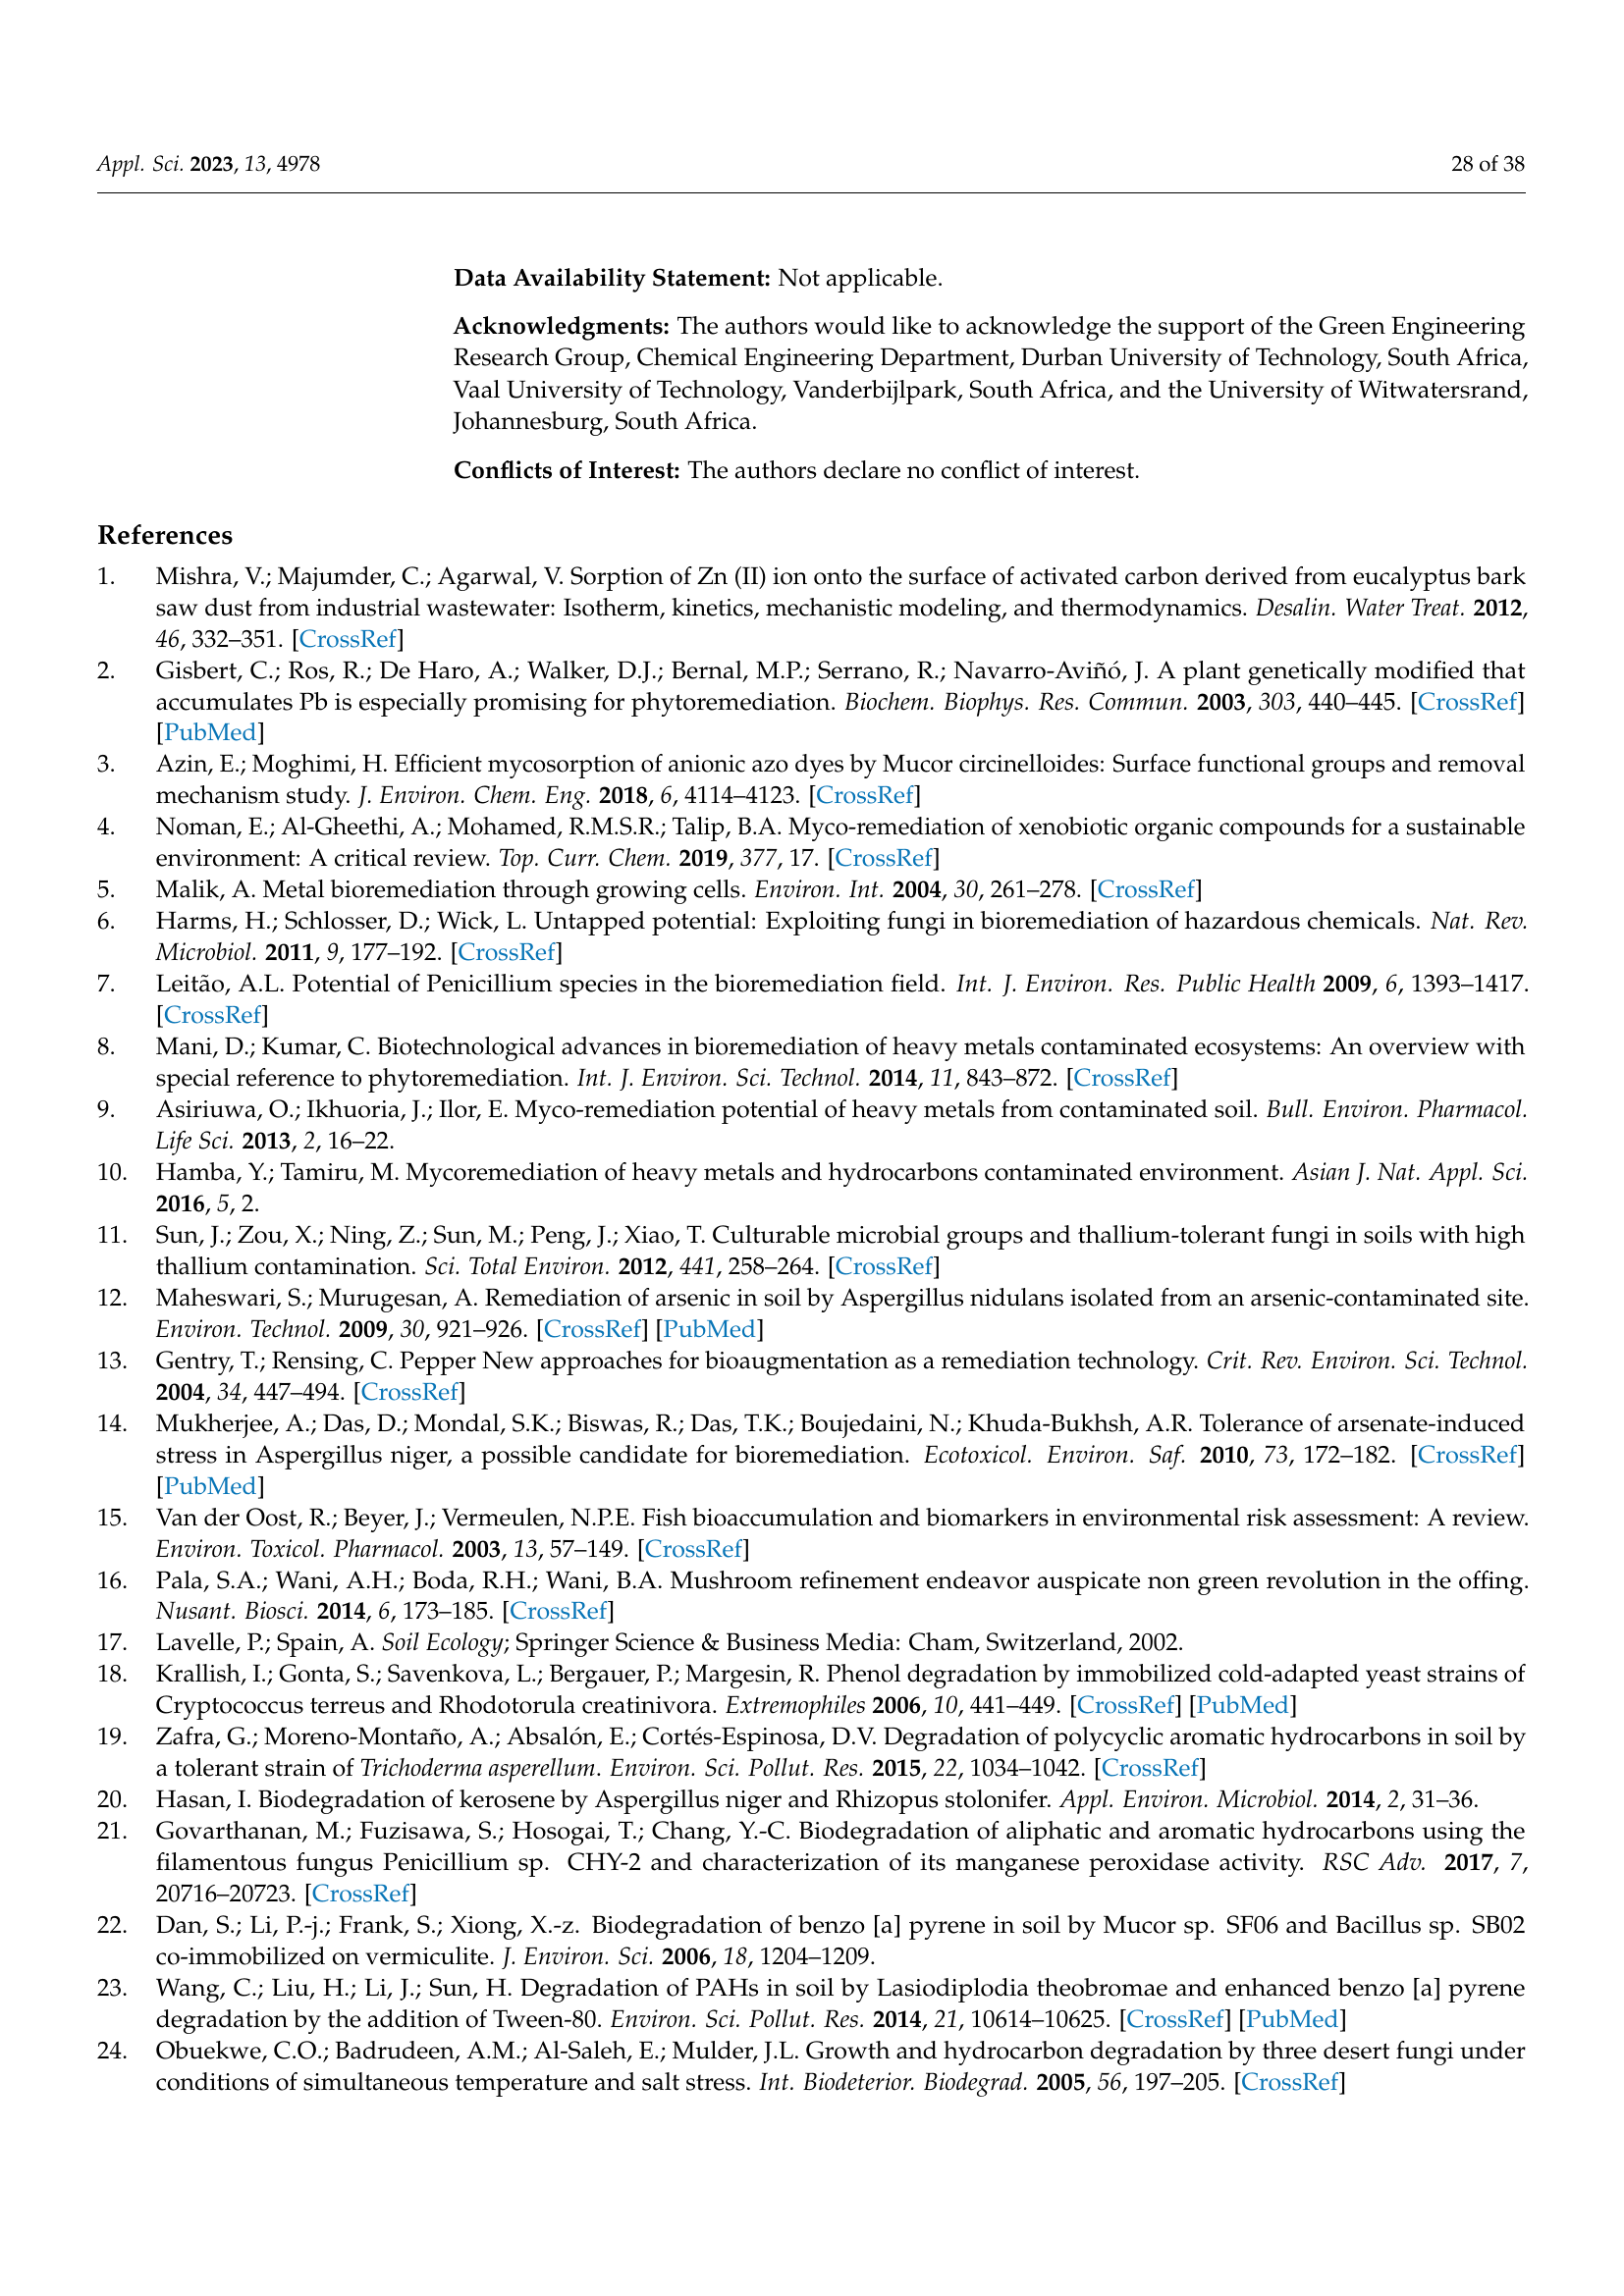 Appl. Sci. 2023, 13, 4978
28 of 38
Data Availability Statement: Not applicable.
Acknowledgments: The authors would like to acknowledge the support of the Green Engineering
Research Group, Chemical Engineering Department, Durban University of Technology, South Africa,
Vaal University of Technology, Vanderbijlpark, South Africa, and the University of Witwatersrand,
Johannesburg, South Africa.
Conflicts of Interest: The authors declare no conflict of interest.
References
1. Mishra, V.; Majumder, C.; Agarwal, V. Sorption of Zn (II) ion onto the surface of activated carbon derived from eucalyptus bark
saw dust from industrial wastewater: Isotherm, kinetics, mechanistic modeling, and thermodynamics. Desalin. Water Treat. 2012,
46, 332–351. [CrossRef]
2. Gisbert, C.; Ros, R.; De Haro, A.; Walker, D.J.; Bernal, M.P.; Serrano, R.; Navarro-Aviñó, J. A plant genetically modified that
accumulates Pb is especially promising for phytoremediation. Biochem. Biophys. Res. Commun. 2003, 303, 440–445. [CrossRef]
[PubMed]
3. Azin, E.; Moghimi, H. Efficient mycosorption of anionic azo dyes by Mucor circinelloides: Surface functional groups and removal
mechanism study. J. Environ. Chem. Eng. 2018, 6, 4114–4123. [CrossRef]
4. Noman, E.; Al-Gheethi, A.; Mohamed, R.M.S.R.; Talip, B.A. Myco-remediation of xenobiotic organic compounds for a sustainable
environment: A critical review. Top. Curr. Chem. 2019, 377, 17. [CrossRef]
5. Malik, A. Metal bioremediation through growing cells. Environ. Int. 2004, 30, 261–278. [CrossRef]
6. Harms, H.; Schlosser, D.; Wick, L. Untapped potential: Exploiting fungi in bioremediation of hazardous chemicals. Nat. Rev.
Microbiol. 2011, 9, 177–192. [CrossRef]
7. Leitão, A.L. Potential of Penicillium species in the bioremediation field. Int. J. Environ. Res. Public Health 2009, 6, 1393–1417.
[CrossRef]
8. Mani, D.; Kumar, C. Biotechnological advances in bioremediation of heavy metals contaminated ecosystems: An overview with
special reference to phytoremediation. Int. J. Environ. Sci. Technol. 2014, 11, 843–872. [CrossRef]
9. Asiriuwa, O.; Ikhuoria, J.; Ilor, E. Myco-remediation potential of heavy metals from contaminated soil. Bull. Environ. Pharmacol.
Life Sci. 2013, 2, 16–22.
10. Hamba, Y.; Tamiru, M. Mycoremediation of heavy metals and hydrocarbons contaminated environment. Asian J. Nat. Appl. Sci.
2016, 5, 2.
11. Sun, J.; Zou, X.; Ning, Z.; Sun, M.; Peng, J.; Xiao, T. Culturable microbial groups and thallium-tolerant fungi in soils with high
thallium contamination. Sci. Total Environ. 2012, 441, 258–264. [CrossRef]
12. Maheswari, S.; Murugesan, A. Remediation of arsenic in soil by Aspergillus nidulans isolated from an arsenic-contaminated site.
Environ. Technol. 2009, 30, 921–926. [CrossRef] [PubMed]
13. Gentry, T.; Rensing, C. Pepper New approaches for bioaugmentation as a remediation technology. Crit. Rev. Environ. Sci. Technol.
2004, 34, 447–494. [CrossRef]
14. Mukherjee, A.; Das, D.; Mondal, S.K.; Biswas, R.; Das, T.K.; Boujedaini, N.; Khuda-Bukhsh, A.R. Tolerance of arsenate-induced
stress in Aspergillus niger, a possible candidate for bioremediation. Ecotoxicol. Environ. Saf. 2010, 73, 172–182. [CrossRef]
[PubMed]
15. Van der Oost, R.; Beyer, J.; Vermeulen, N.P.E. Fish bioaccumulation and biomarkers in environmental risk assessment: A review.
Environ. Toxicol. Pharmacol. 2003, 13, 57–149. [CrossRef]
16. Pala, S.A.; Wani, A.H.; Boda, R.H.; Wani, B.A. Mushroom refinement endeavor auspicate non green revolution in the offing.
Nusant. Biosci. 2014, 6, 173–185. [CrossRef]
17. Lavelle, P.; Spain, A. Soil Ecology; Springer Science & Business Media: Cham, Switzerland, 2002.
18. Krallish, I.; Gonta, S.; Savenkova, L.; Bergauer, P.; Margesin, R. Phenol degradation by immobilized cold-adapted yeast strains of
Cryptococcus terreus and Rhodotorula creatinivora. Extremophiles 2006, 10, 441–449. [CrossRef] [PubMed]
19. Zafra, G.; Moreno-Montaño, A.; Absalón, E.; Cortés-Espinosa, D.V. Degradation of polycyclic aromatic hydrocarbons in soil by
a tolerant strain of Trichoderma asperellum. Environ. Sci. Pollut. Res. 2015, 22, 1034–1042. [CrossRef]
20. Hasan, I. Biodegradation of kerosene by Aspergillus niger and Rhizopus stolonifer. Appl. Environ. Microbiol. 2014, 2, 31–36.
21. Govarthanan, M.; Fuzisawa, S.; Hosogai, T.; Chang, Y.-C. Biodegradation of aliphatic and aromatic hydrocarbons using the
filamentous fungus Penicillium sp. CHY-2 and characterization of its manganese peroxidase activity. RSC Adv. 2017, 7,
20716–20723. [CrossRef]
22. Dan, S.; Li, P.-j.; Frank, S.; Xiong, X.-z. Biodegradation of benzo [a] pyrene in soil by Mucor sp. SF06 and Bacillus sp. SB02
co-immobilized on vermiculite. J. Environ. Sci. 2006, 18, 1204–1209.
23. Wang, C.; Liu, H.; Li, J.; Sun, H. Degradation of PAHs in soil by Lasiodiplodia theobromae and enhanced benzo [a] pyrene
degradation by the addition of Tween-80. Environ. Sci. Pollut. Res. 2014, 21, 10614–10625. [CrossRef] [PubMed]
24. Obuekwe, C.O.; Badrudeen, A.M.; Al-Saleh, E.; Mulder, J.L. Growth and hydrocarbon degradation by three desert fungi under
conditions of simultaneous temperature and salt stress. Int. Biodeterior. Biodegrad. 2005, 56, 197–205. [CrossRef]